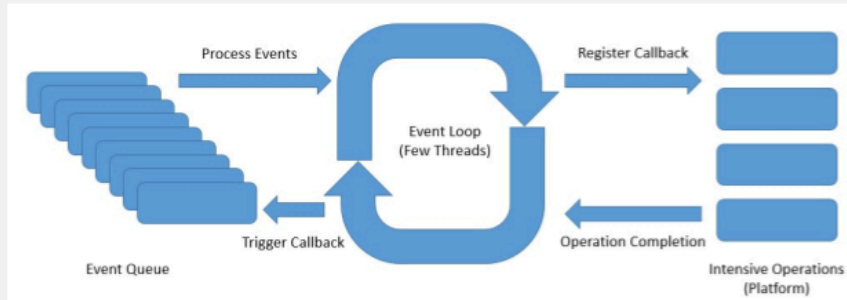 Process Events
Register Callback
Event Loop
(Few Threads)
Trigger Callback
Operation Completion
Event Queue
Intensive Operations
(Platform)